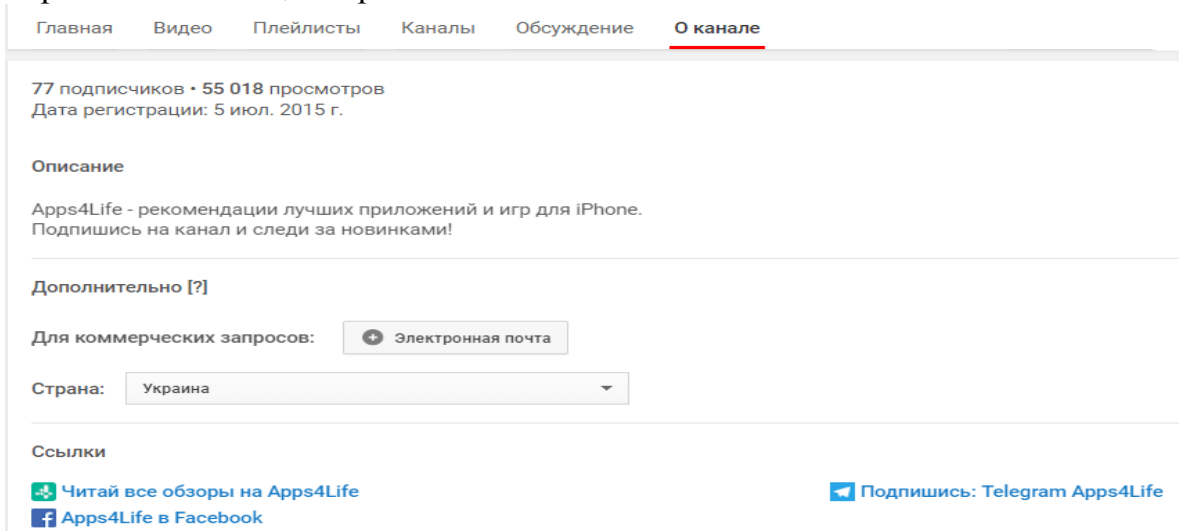 Главная Видео Плейлисты Каналы Обсуждение О канале
77 подписчиков • 55 018 просмотров
Дата регистрации: 5 июл. 2015 г.
Описание
Apps4Life - рекомендации лучших приложений и игр для iPhone.
Подпишись на канал и следи за новинками!
Дополнительно [?]
Для коммерческих запросов: Электронная почта
Страна: Украина
Ссылки
Читай все обзоры на Apps4Life Подпишись: Telegram Apps4Life
Apps4Life в Facebook